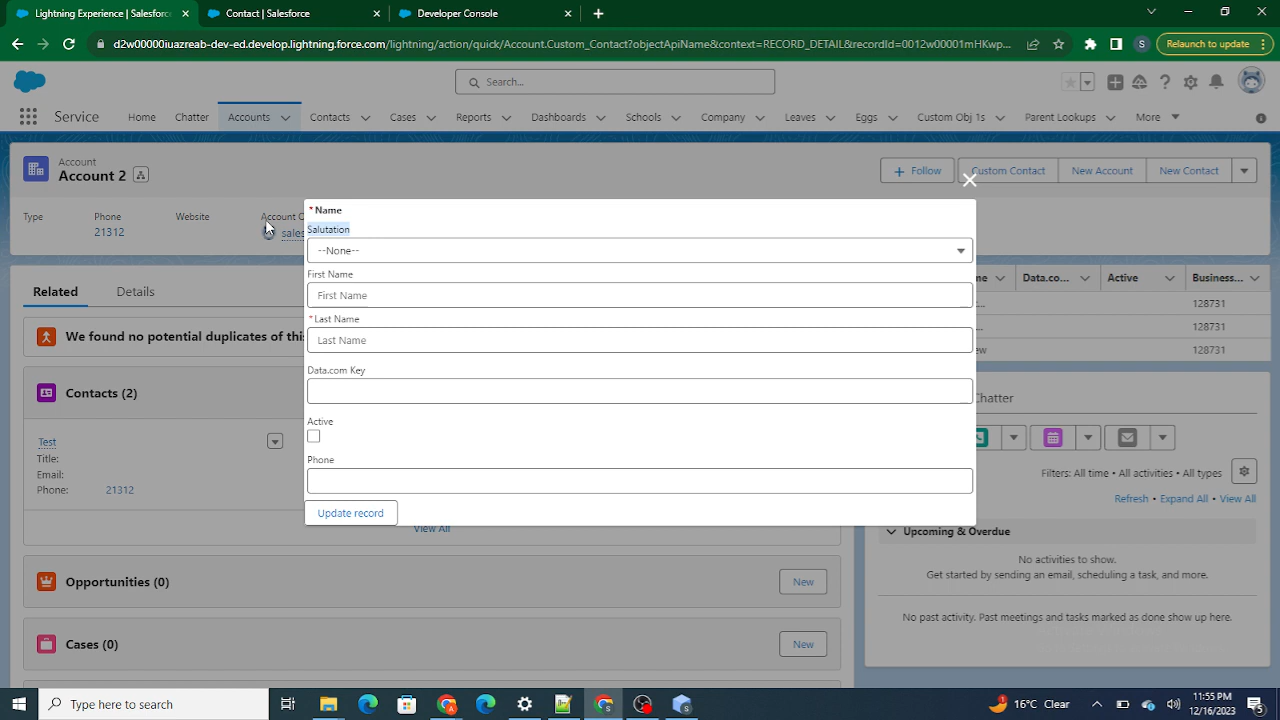 Lightning Experience | Salesforce
Contact | Salesforce
Developer Console
d2w00000iuazreab-dev-ed.develop.lightning.force.com/lightning/action/quick/Account.Custom_Contact?objectApiName&context=RECORD_DETAIL&recordId=0012w00001mHKwp...
S
Relaunch to update
Search...
Service
Home
Chatter
Accounts
Contacts
Cases
Reports
Dashboards
Schools
Company
Leaves
Eggs
Custom Obj 1s
Parent Lookups
More
Account
Account 2
Follow
Custom Contact
New Account
New Contact
Type
Phone
Website
Account O
21312
sales
* Name
Salutation
--None--
First Name
First Name
* Last Name
Last Name
Data.com Key
Active
Phone
Update record
Related
Details
We found no potential duplicates of this
Contacts (2)
Test
Title:
Email:
Phone:
21312
View All
Opportunities (0)
New
Cases (0)
New
me
Data.co...
Active
Business...
128731
128731
ew
128731
Chatter
Filters: All time • All activities • All types
Refresh • Expand All • View All
Upcoming & Overdue
No activities to show.
Get started by sending an email, scheduling a task, and more.
No past activity. Past meetings and tasks marked as done show up here.
Type here to search
16°C Clear
11:55 PM
12/16/2023
5